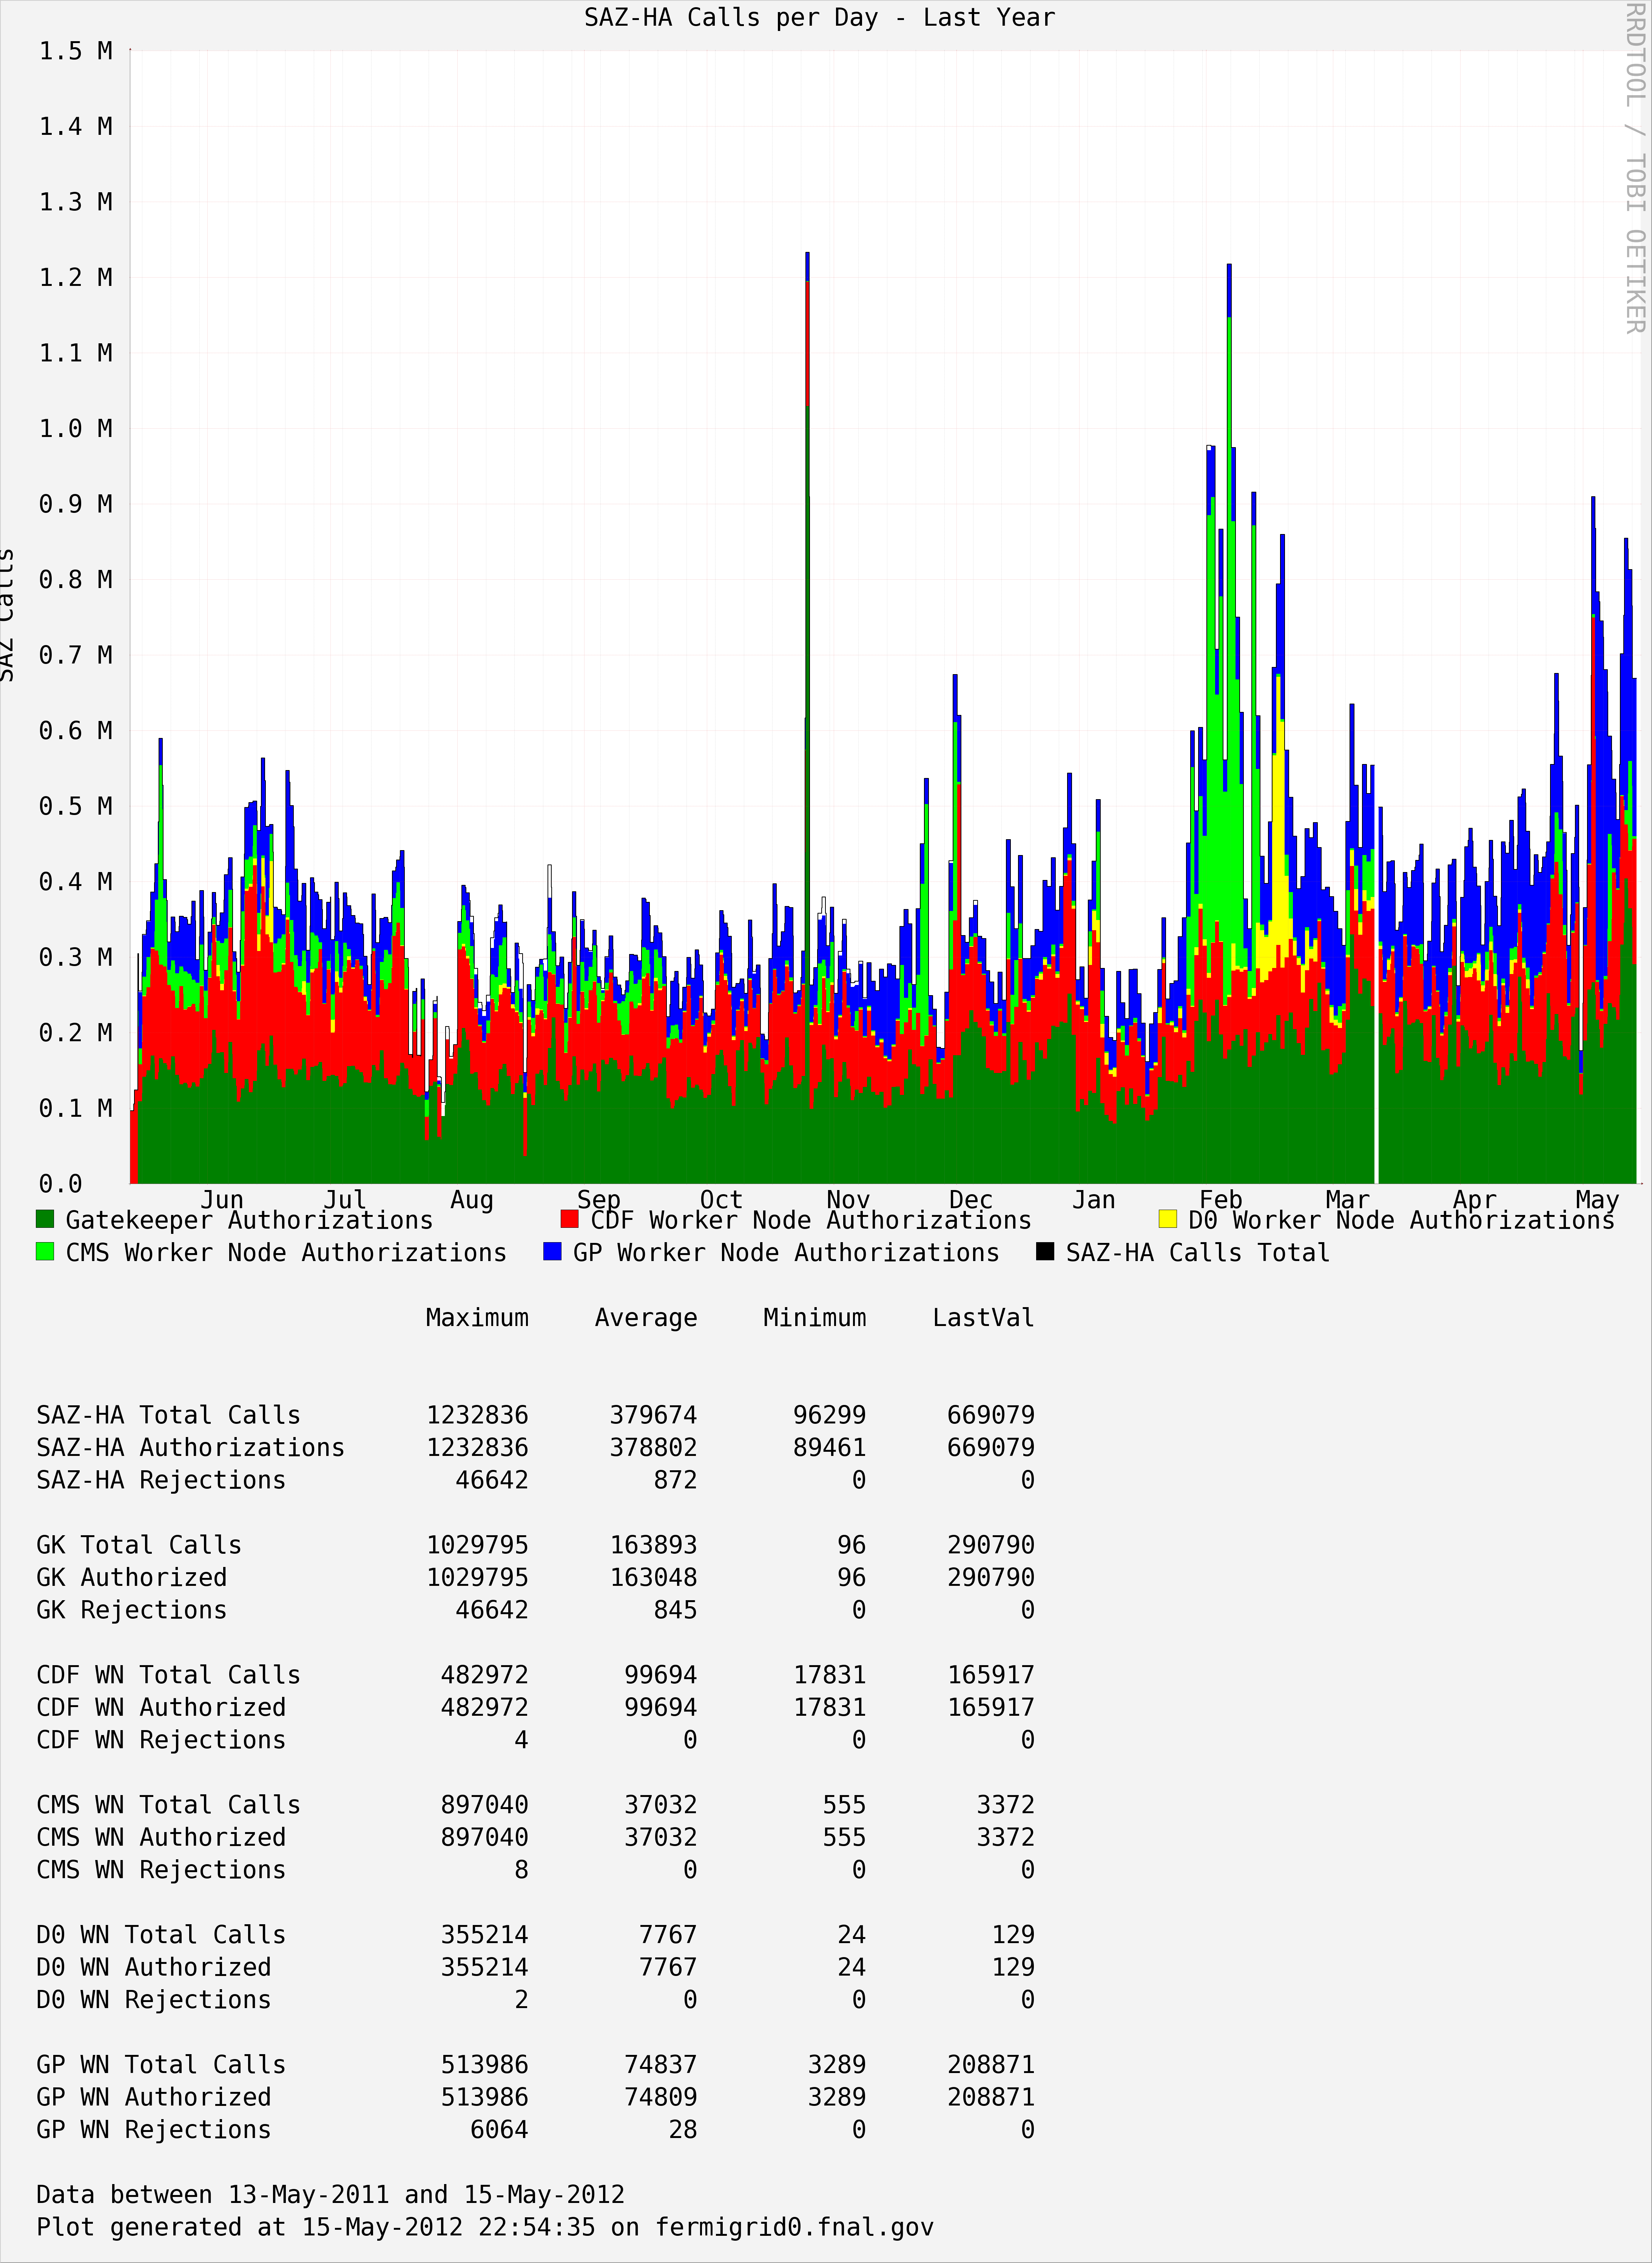 SAZ-HA Calls per Day - Last Year
RRDTOOL / TOBI OETIKER
SAZ Calls
1.5 M
1.4 M
1.3 M
1.2 M
1.1 M
1.0 M
0.9 M
0.8 M
0.7 M
0.6 M
0.5 M
0.4 M
0.3 M
0.2 M
0.1 M
0.0
Jun Jul Aug Sep Oct Nov Dec Jan Feb Mar Apr May
Gatekeeper Authorizations CDF Worker Node Authorizations D0 Worker Node Authorizations
CMS Worker Node Authorizations GP Worker Node Authorizations SAZ-HA Calls Total
Maximum Average Minimum LastVal
SAZ-HA Total Calls 1232836 379674 96299 669079
SAZ-HA Authorizations 1232836 378802 89461 669079
SAZ-HA Rejections 46642 872 0 0
GK Total Calls 1029795 163893 96 290790
GK Authorized 1029795 163048 96 290790
GK Rejections 46642 845 0 0
CDF WN Total Calls 482972 99694 17831 165917
CDF WN Authorized 482972 99694 17831 165917
CDF WN Rejections 4 0 0 0
CMS WN Total Calls 897040 37032 555 3372
CMS WN Authorized 897040 37032 555 3372
CMS WN Rejections 8 0 0 0
D0 WN Total Calls 355214 7767 24 129
D0 WN Authorized 355214 7767 24 129
D0 WN Rejections 2 0 0 0
GP WN Total Calls 513986 74837 3289 208871
GP WN Authorized 513986 74809 3289 208871
GP WN Rejections 6064 28 0 0
Data between 13-May-2011 and 15-May-2012
Plot generated at 15-May-2012 22:54:35 on fermigrid0.fnal.gov